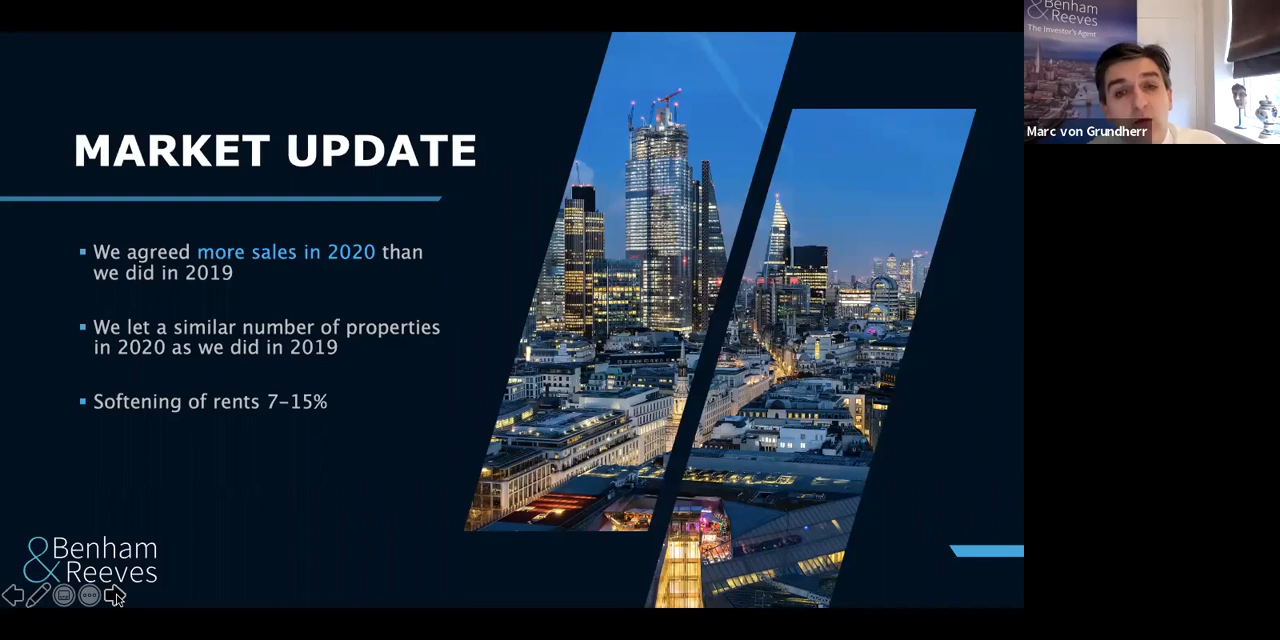 MARKET UPDATE
We agreed more sales in 2020 than
we did in 2019
We let a similar number of properties
in 2020 as we did in 2019
Softening of rents 7–15%
Benham
& Reeves
Benham
& Reeves
The Investor's Agent
Marc von Grundherr